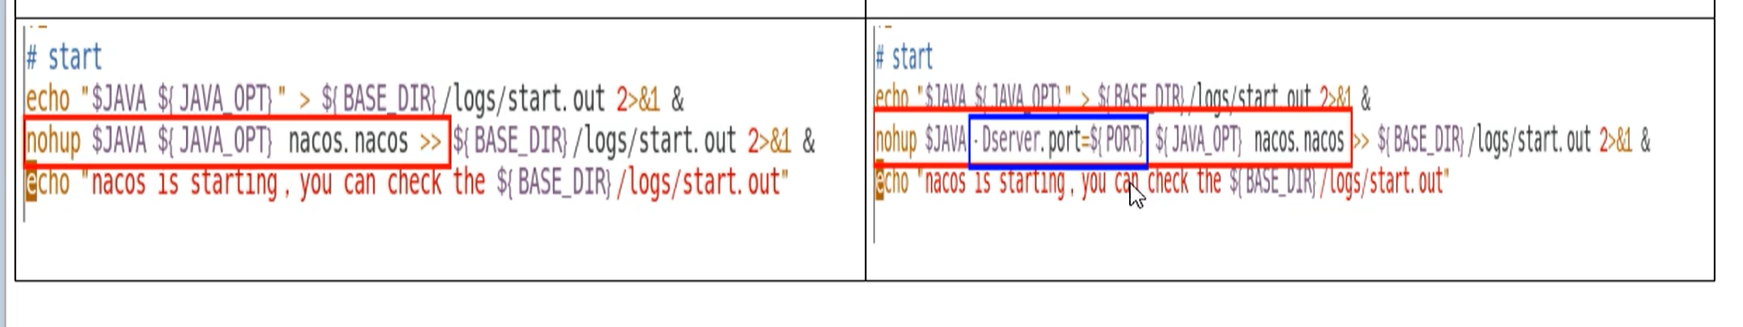 # start
echo "$JAVA ${JAVA_OPT}" > ${BASE_DIR}/logs/start.out 2>&1 &
nohup $JAVA ${JAVA_OPT} nacos.nacos >> ${BASE_DIR}/logs/start.out 2>&1 &
echo "nacos is starting, you can check the ${BASE_DIR}/logs/start.out"
# start
echo "$JAVA ${JAVA_OPT}" > ${BASE_DIR}/logs/start.out 2>&1 &
nohup $JAVA -Dserver.port=${PORT} ${JAVA_OPT} nacos.nacos >> ${BASE_DIR}/logs/start.out 2>&1 &
echo "nacos is starting, you can check the ${BASE_DIR}/logs/start.out"